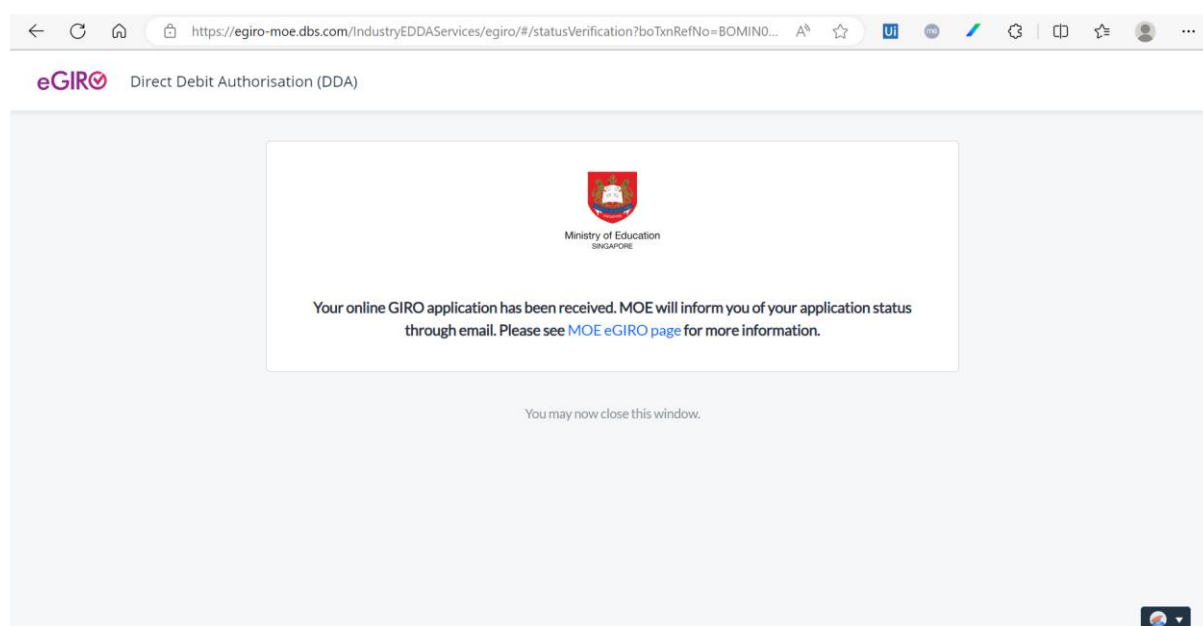 https://egiro-moe.dbs.com/IndustryEDDAServices/egiro/#/statusVerification?boTxnRefNo=BOMIN0...
eGIRO Direct Debit Authorisation (DDA)
Ministry of Education
SINGAPORE
Your online GIRO application has been received. MOE will inform you of your application status
through email. Please see MOE eGIRO page for more information.
You may now close this window.